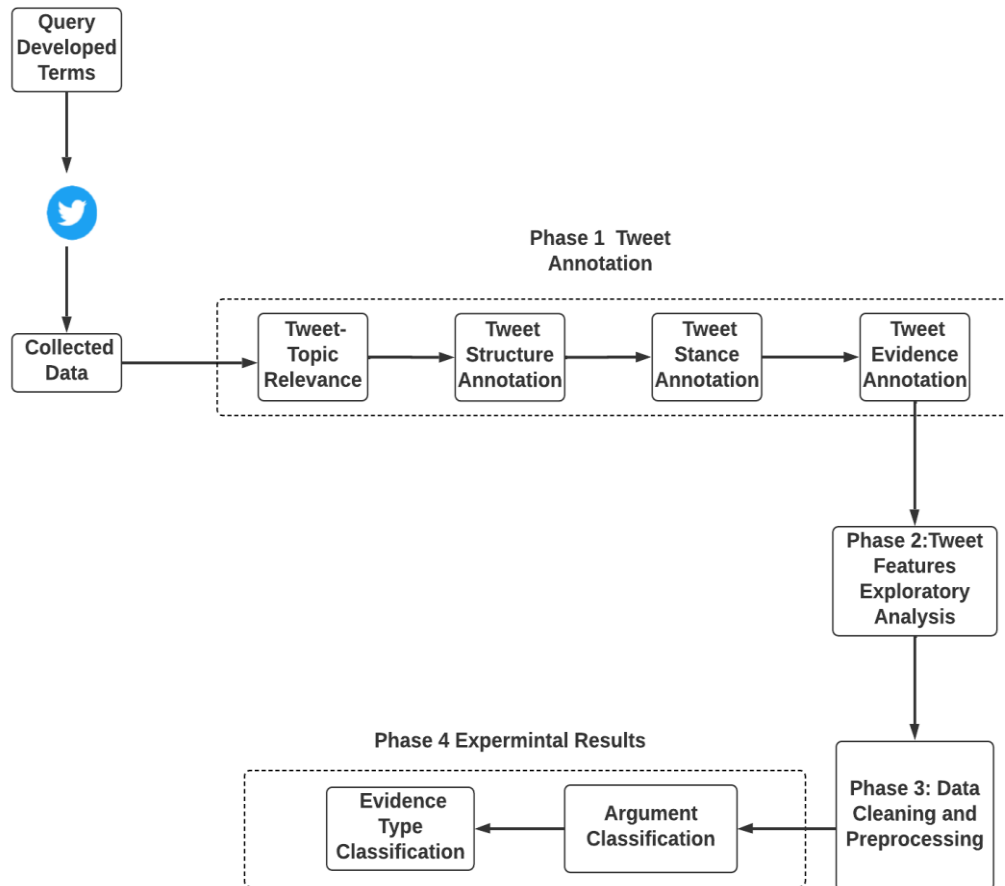 Query
Developed
Terms
Collected
Data
Phase 1 Tweet
Annotation
Tweet-
Topic
Relevance
Tweet
Structure
Annotation
Tweet
Stance
Annotation
Tweet
Evidence
Annotation
Phase 2:Tweet
Features
Exploratory
Analysis
Phase 3: Data
Cleaning and
Preprocessing
Phase 4 Expermintal Results
Argument
Classification
Evidence
Type
Classification